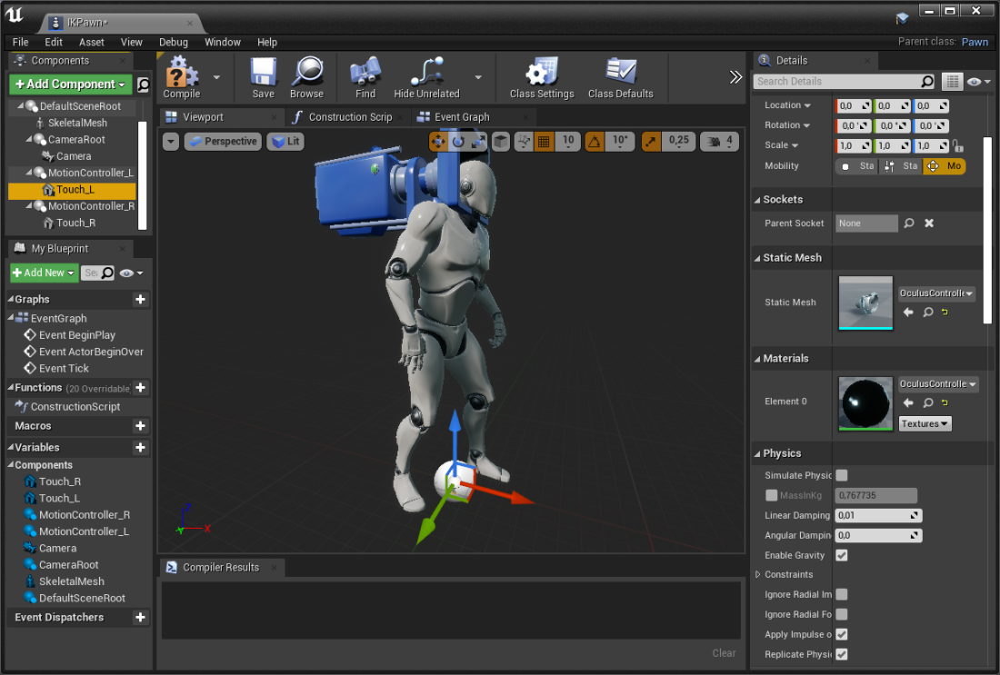 IKPawn*
File Edit Asset View Debug Window Help
Parent class: Pawn
Components
Add Component
DefaultSceneRoot
SkeletalMesh
CameraRoot
Camera
MotionController_L
Touch_L
MotionController_R
Touch_R
My Blueprint
Add New
Graphs
EventGraph
Event BeginPlay
Event ActorBeginOver
Event Tick
Functions (20 Overridable)
ConstructionScript
Macros
Variables
Components
Touch_R
Touch_L
MotionController_R
MotionController_L
Camera
CameraRoot
SkeletalMesh
DefaultSceneRoot
Event Dispatchers
Compile Save Browse Find Hide Unrelated Class Settings Class Defaults
Viewport Construction Scrip Event Graph
Perspective Lit 10 10° 0,25 4
Z
X
Y
Compiler Results
Clear
Details
Search Details
Location 0,0 0,0 0,0
Rotation 0,0 ° 0,0 ° 0,0 °
Scale 1,0 1,0 1,0
Mobility Sta Sta Mo
Sockets
Parent Socket None
Static Mesh
Static Mesh OculusControlle
Materials
Element 0 OculusControlle
Textures
Physics
Simulate Physic
MassInKg 0,767735
Linear Damping 0,01
Angular Dampin 0,0
Enable Gravity
Constraints
Ignore Radial Im
Ignore Radial Fo
Apply Impulse o
Replicate Physi